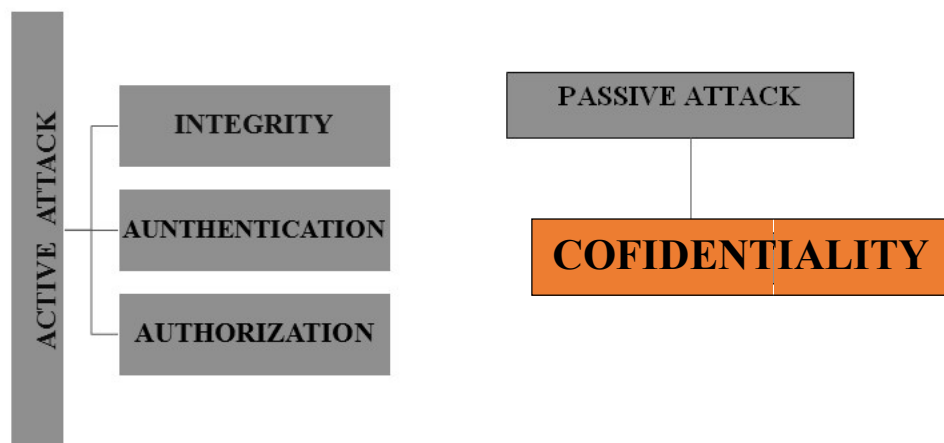 ACTIVE ATTACK
INTEGRITY
AUNTHENTICATION
AUTHORIZATION
PASSIVE ATTACK
COFIDENTIALITY